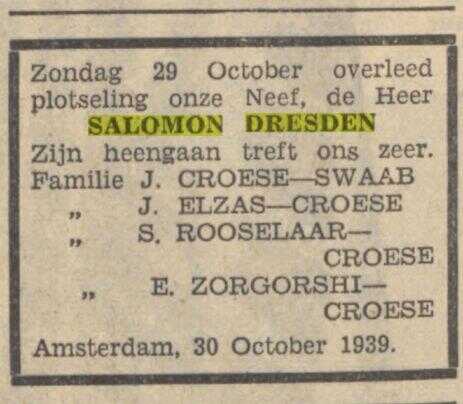 Zondag 29 October overleed
plotseling onze Neef, de Heer
SALOMON DRESDEN
Zijn heengaan treft ons zeer.
Familie J. CROESE—SWAAB
„ J. ELZAS—CROESE
„ S. ROOSELAAR—
CROESE
„ E. ZORGORSHI—
CROESE
Amsterdam, 30 October 1939.